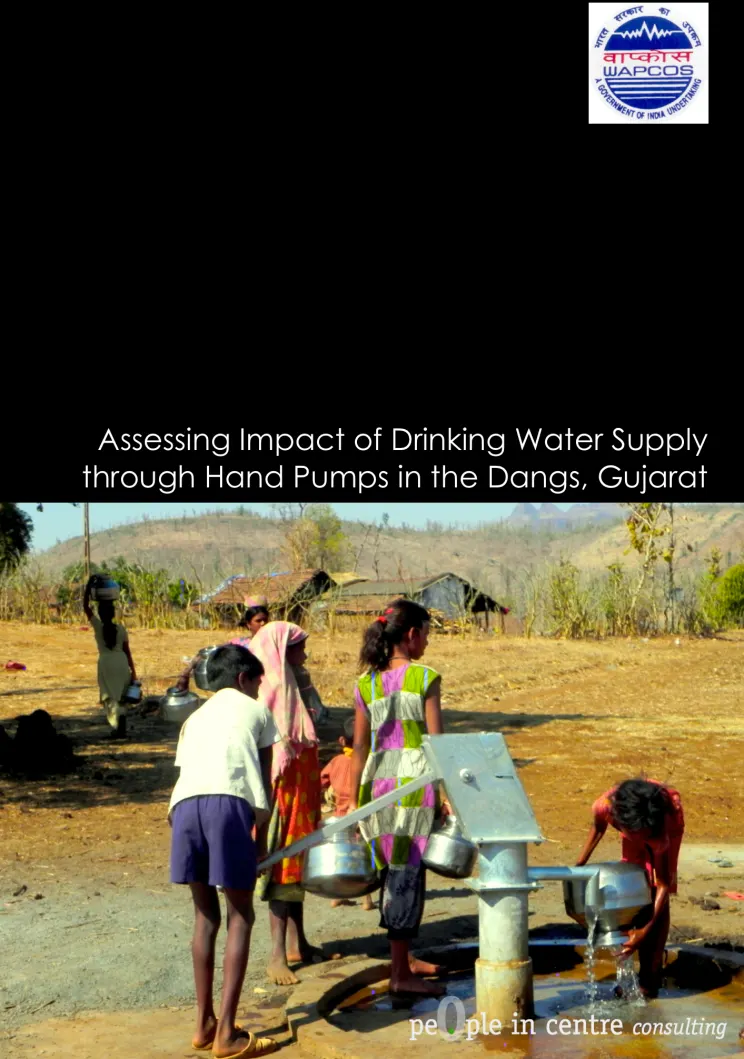 भारत सरकार का उपक्रम
वाप्कोस
WAPCOS
A GOVERNMENT OF INDIA UNDERTAKING
Assessing Impact of Drinking Water Supply
through Hand Pumps in the Dangs, Gujarat
peOple in centre consulting